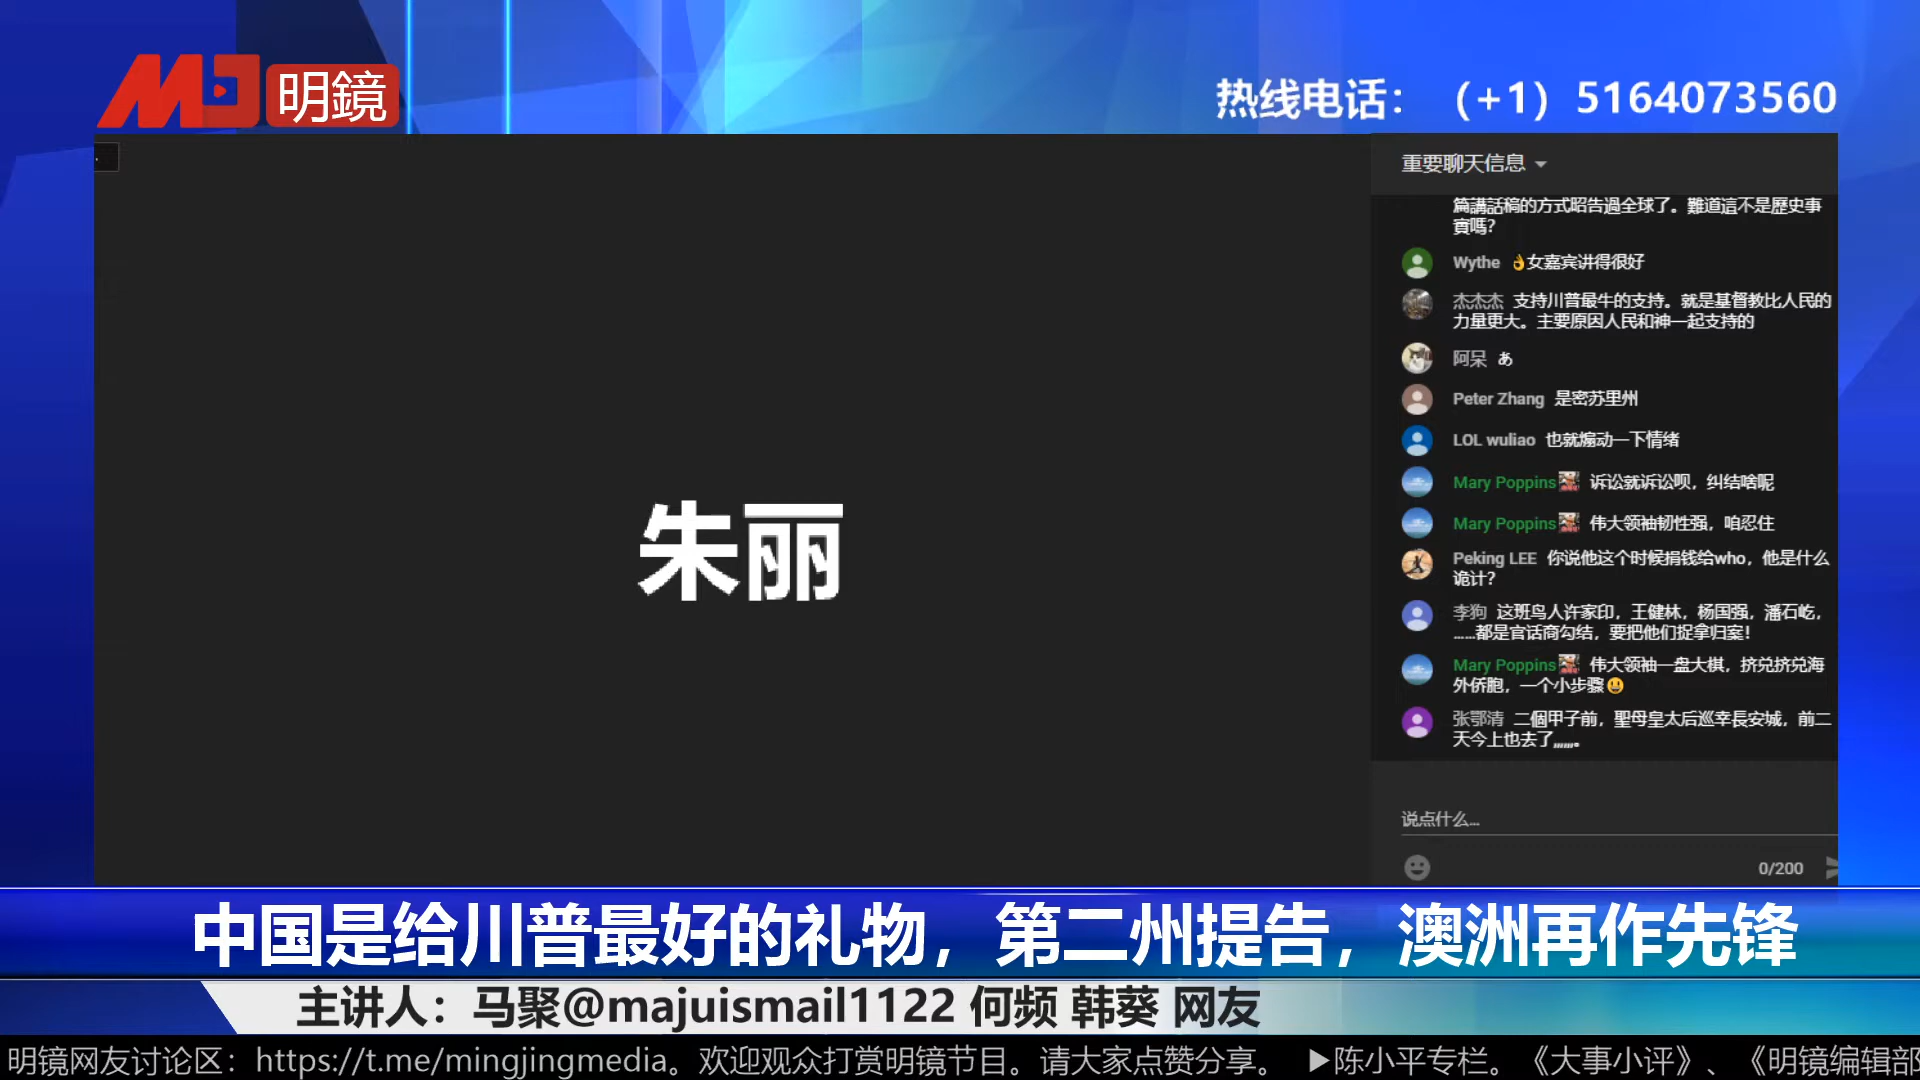 明鏡
热线电话：（+1）5164073560
重要聊天信息
篇講話稿的方式昭告過全球了。難道這不是歷史事
實嗎？
Wythe 👌女嘉宾讲得很好
杰杰杰 支持川普最牛的支持。就是基督教比人民的
力量更大。主要原因人民和神一起支持的
阿呆 あ
Peter Zhang 是密苏里州
LOL wuliao 也就煽动一下情绪
Mary Poppins 诉讼就诉讼呗，纠结啥呢
Mary Poppins 伟大领袖韧性强，咱忍住
Peking LEE 你说他这个时候捐钱给who，他是什么
诡计？
李狗 这班鸟人许家印，王健林，杨国强，潘石屹，
……都是官话商勾结，要把他们捉拿归案！
Mary Poppins 伟大领袖一盘大棋，挤兑挤兑海
外侨胞，一个小步骤😃
张鄂清 二個甲子前，聖母皇太后巡幸長安城，前二
天今上也去了,,,,,,。
朱丽
说点什么...
0/200
中国是给川普最好的礼物，第二州提告，澳洲再作先锋
主讲人：马聚@majuismail1122 何频 韩葵 网友
明镜网友讨论区：https://t.me/mingjingmedia。欢迎观众打赏明镜节目。请大家点赞分享。 ▶陈小平专栏。《大事小评》、《明镜编辑部